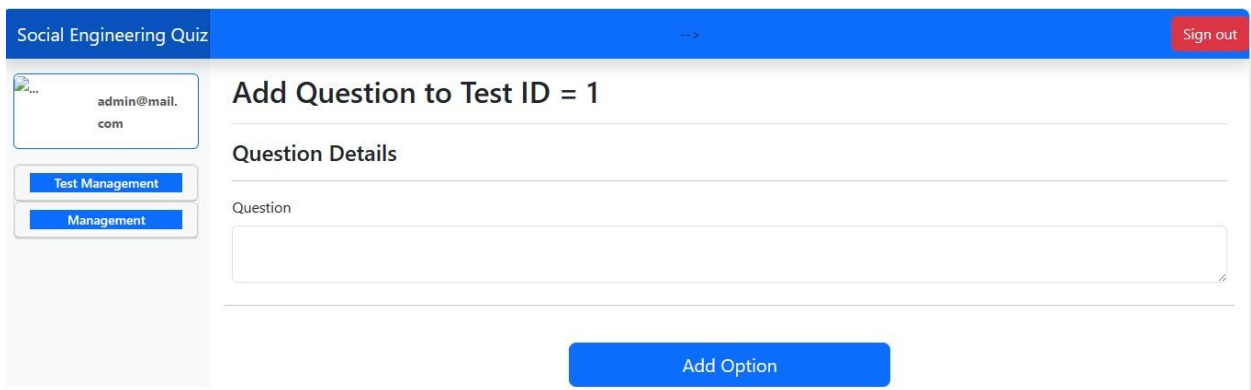 Social Engineering Quiz
-->
Sign out
...
admin@mail.
com
Test Management
Management
Add Question to Test ID = 1
Question Details
Question
Add Option